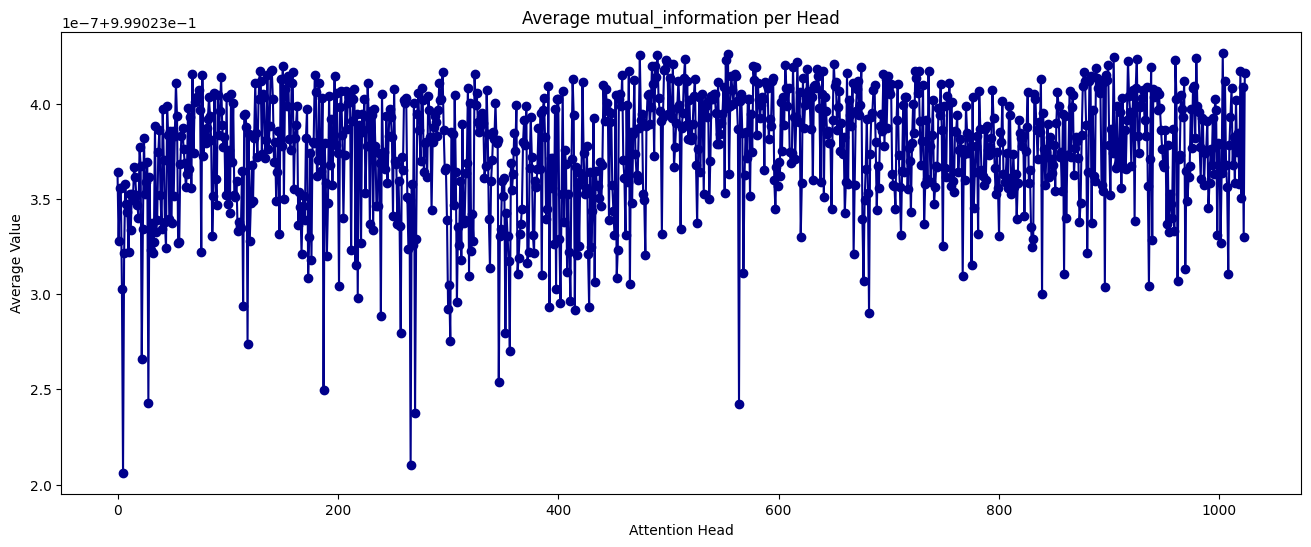 Average mutual_information per Head
1e−7+9.99023e−1
4.0
3.5
3.0
2.5
2.0
Average Value
0 200 400 600 800 1000
Attention Head